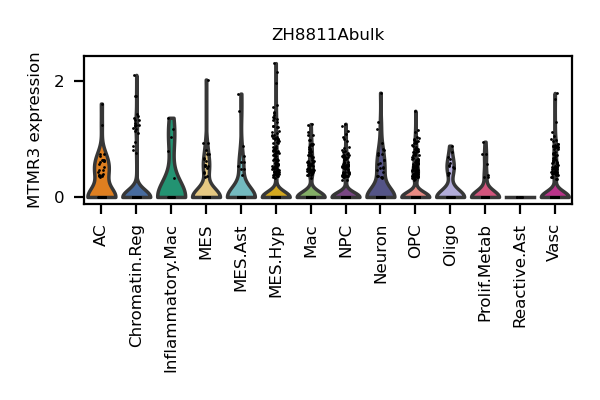 ZH8811Abulk
MTMR3 expression
2
0
AC
Chromatin.Reg
Inflammatory.Mac
MES
MES.Ast
MES.Hyp
Mac
NPC
Neuron
OPC
Oligo
Prolif.Metab
Reactive.Ast
Vasc